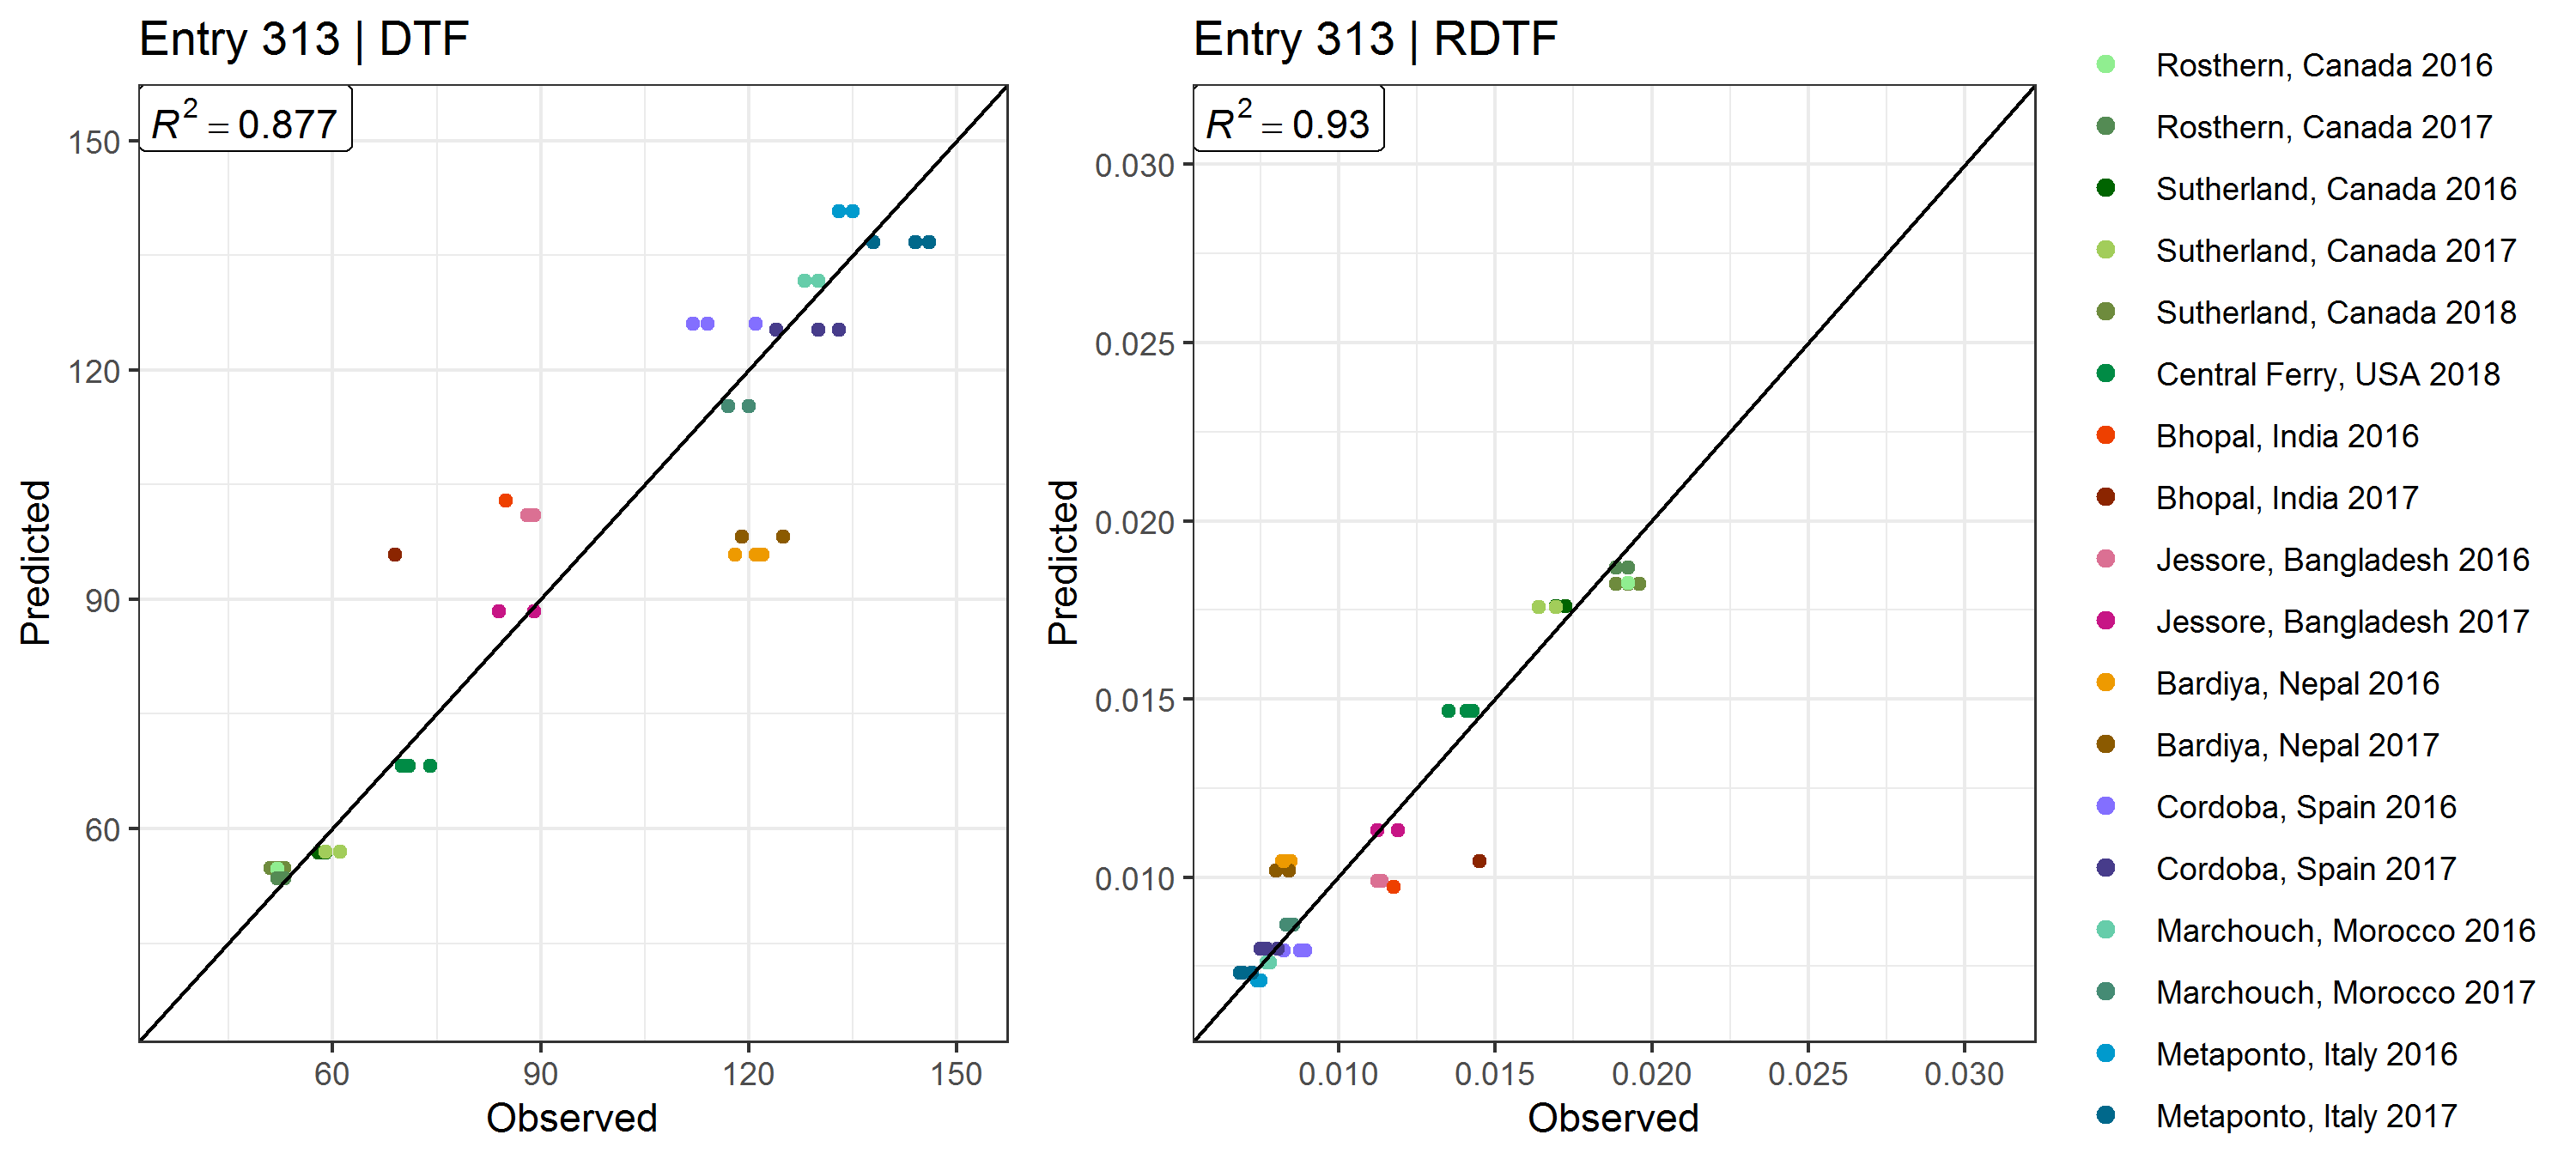 Entry 313 | DTF
R² = 0.877
150
120
90
60
Predicted
60 90 120 150
Observed
Entry 313 | RDTF
R² = 0.93
0.030
0.025
0.020
0.015
0.010
Predicted
0.010 0.015 0.020 0.025 0.030
Observed
Rosthern, Canada 2016
Rosthern, Canada 2017
Sutherland, Canada 2016
Sutherland, Canada 2017
Sutherland, Canada 2018
Central Ferry, USA 2018
Bhopal, India 2016
Bhopal, India 2017
Jessore, Bangladesh 2016
Jessore, Bangladesh 2017
Bardiya, Nepal 2016
Bardiya, Nepal 2017
Cordoba, Spain 2016
Cordoba, Spain 2017
Marchouch, Morocco 2016
Marchouch, Morocco 2017
Metaponto, Italy 2016
Metaponto, Italy 2017